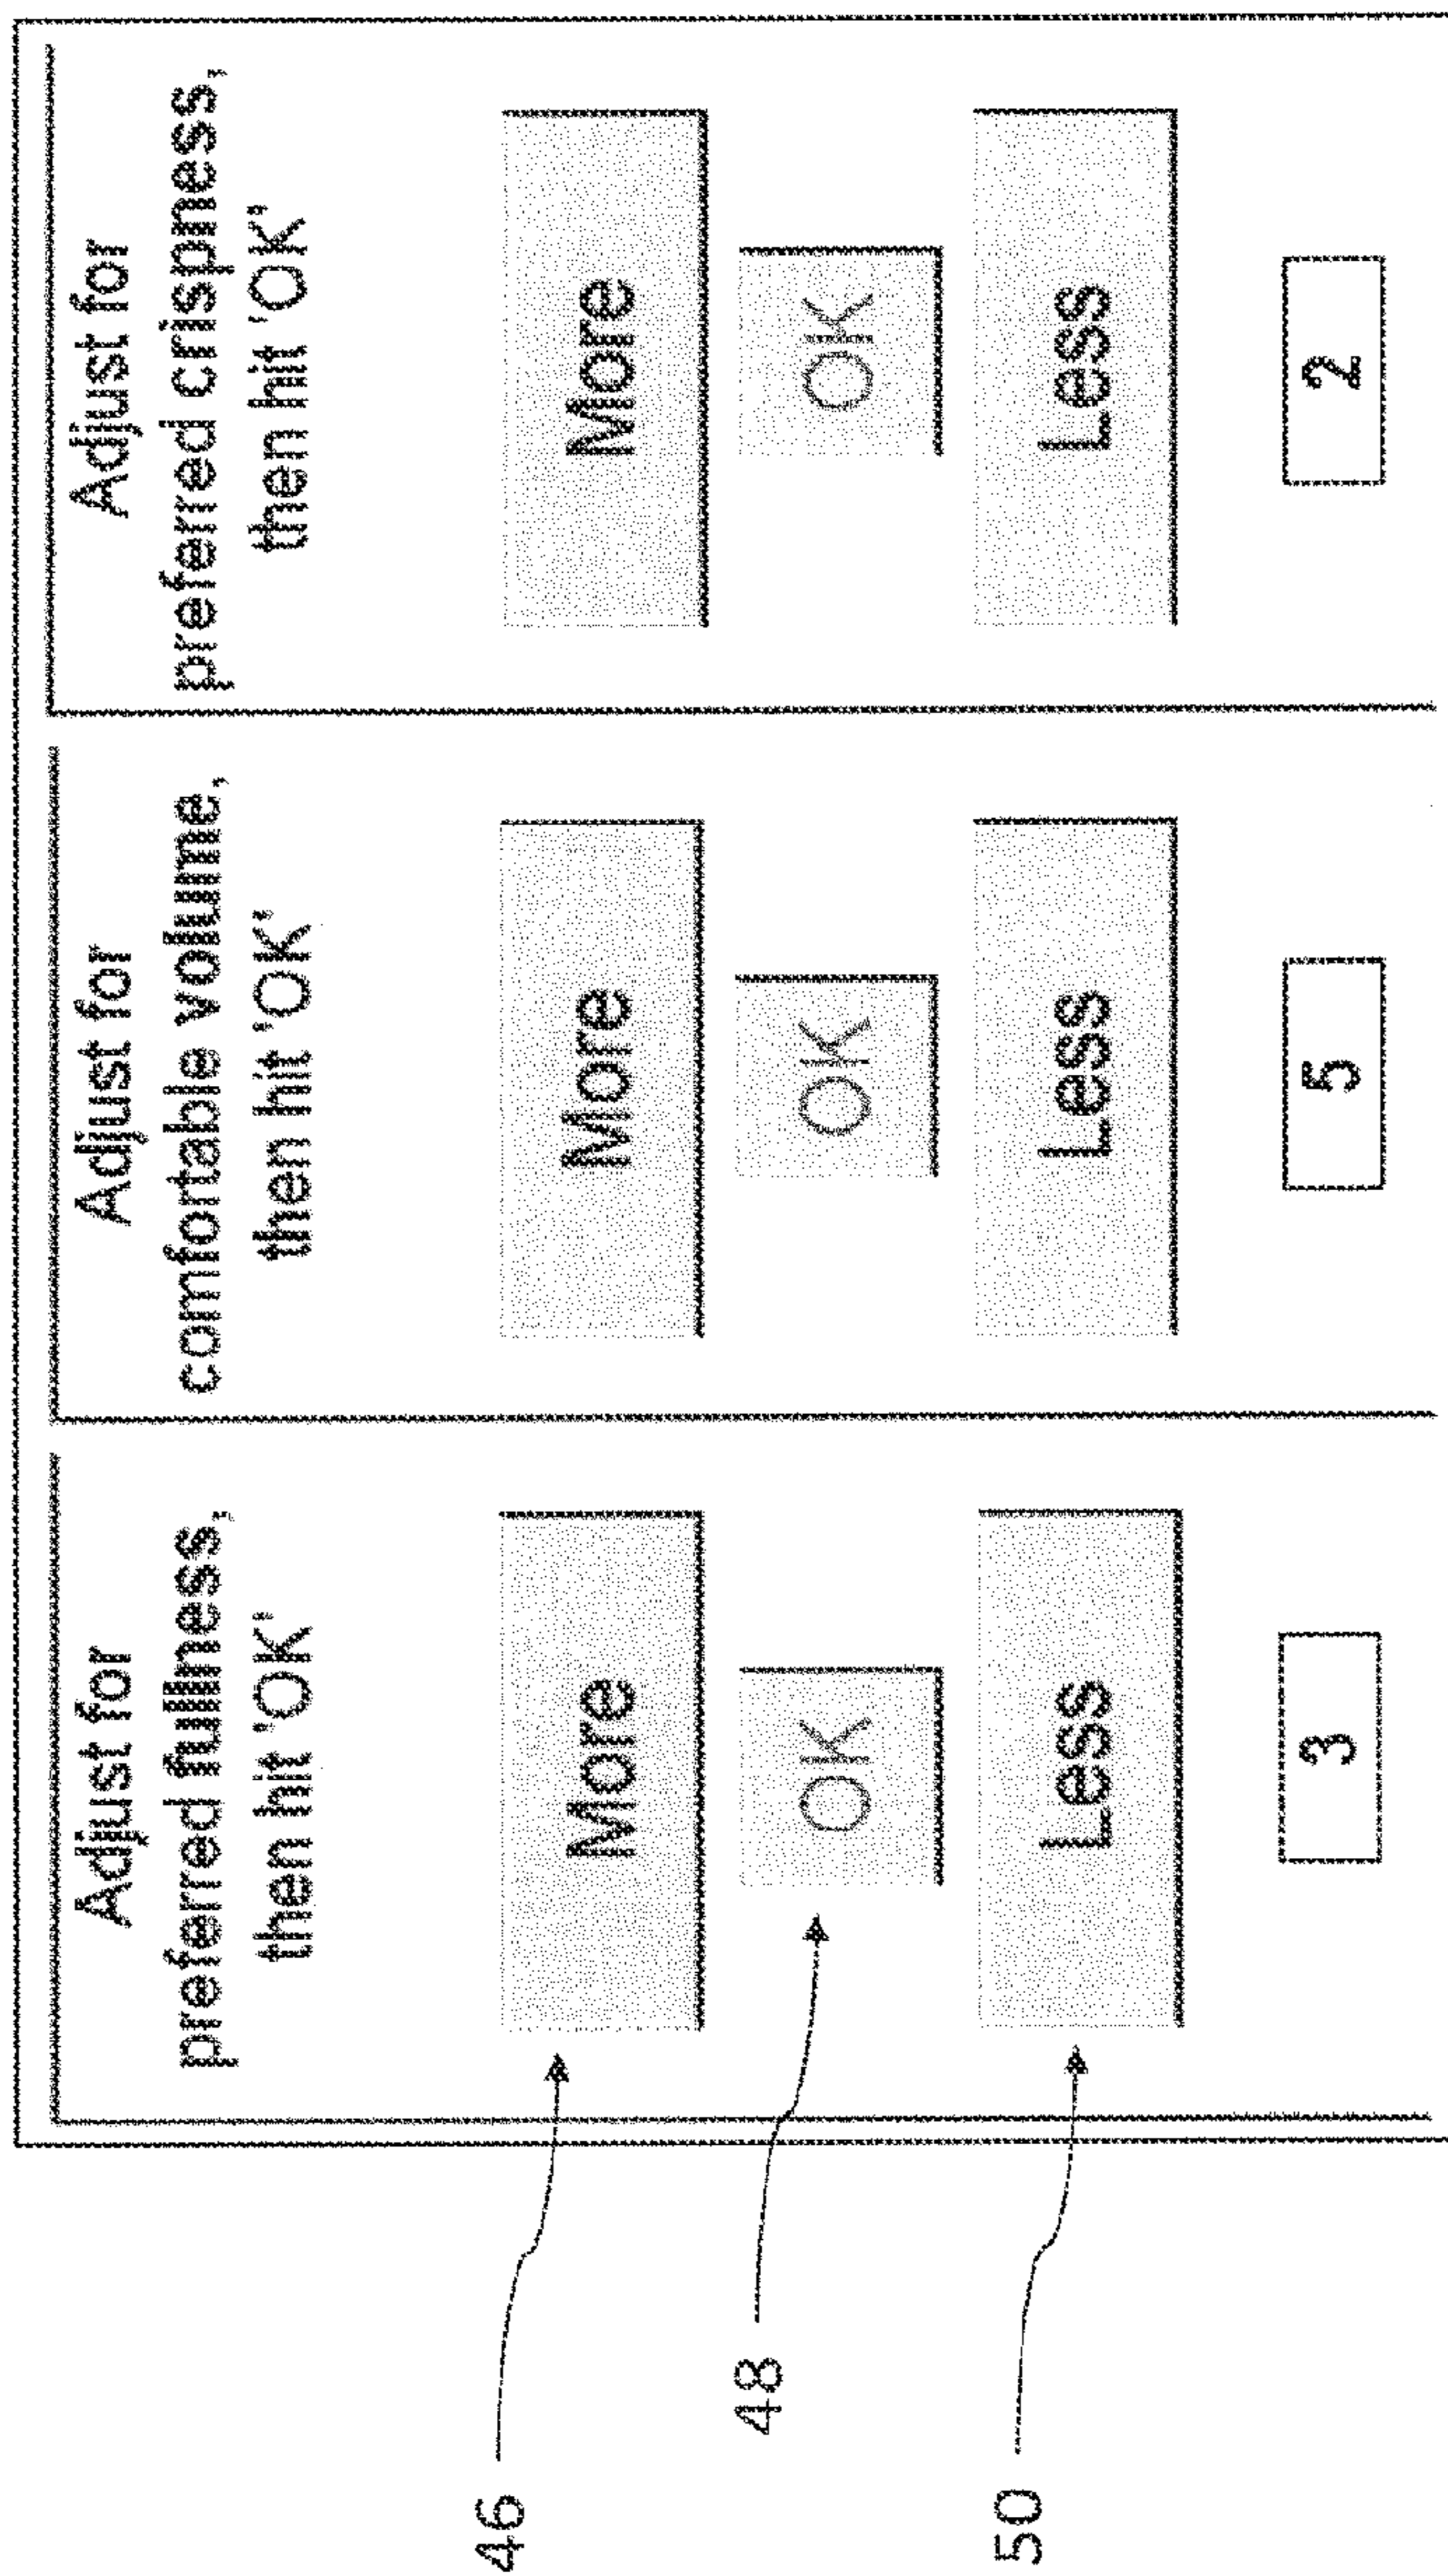 Adjust for
preferred fullness,
then hit 'OK'
More
OK
Less
3
Adjust for
comfortable volume,
then hit 'OK'
More
OK
Less
5
Adjust for
preferred crispness,
then hit 'OK'
More
OK
Less
2
46
48
50